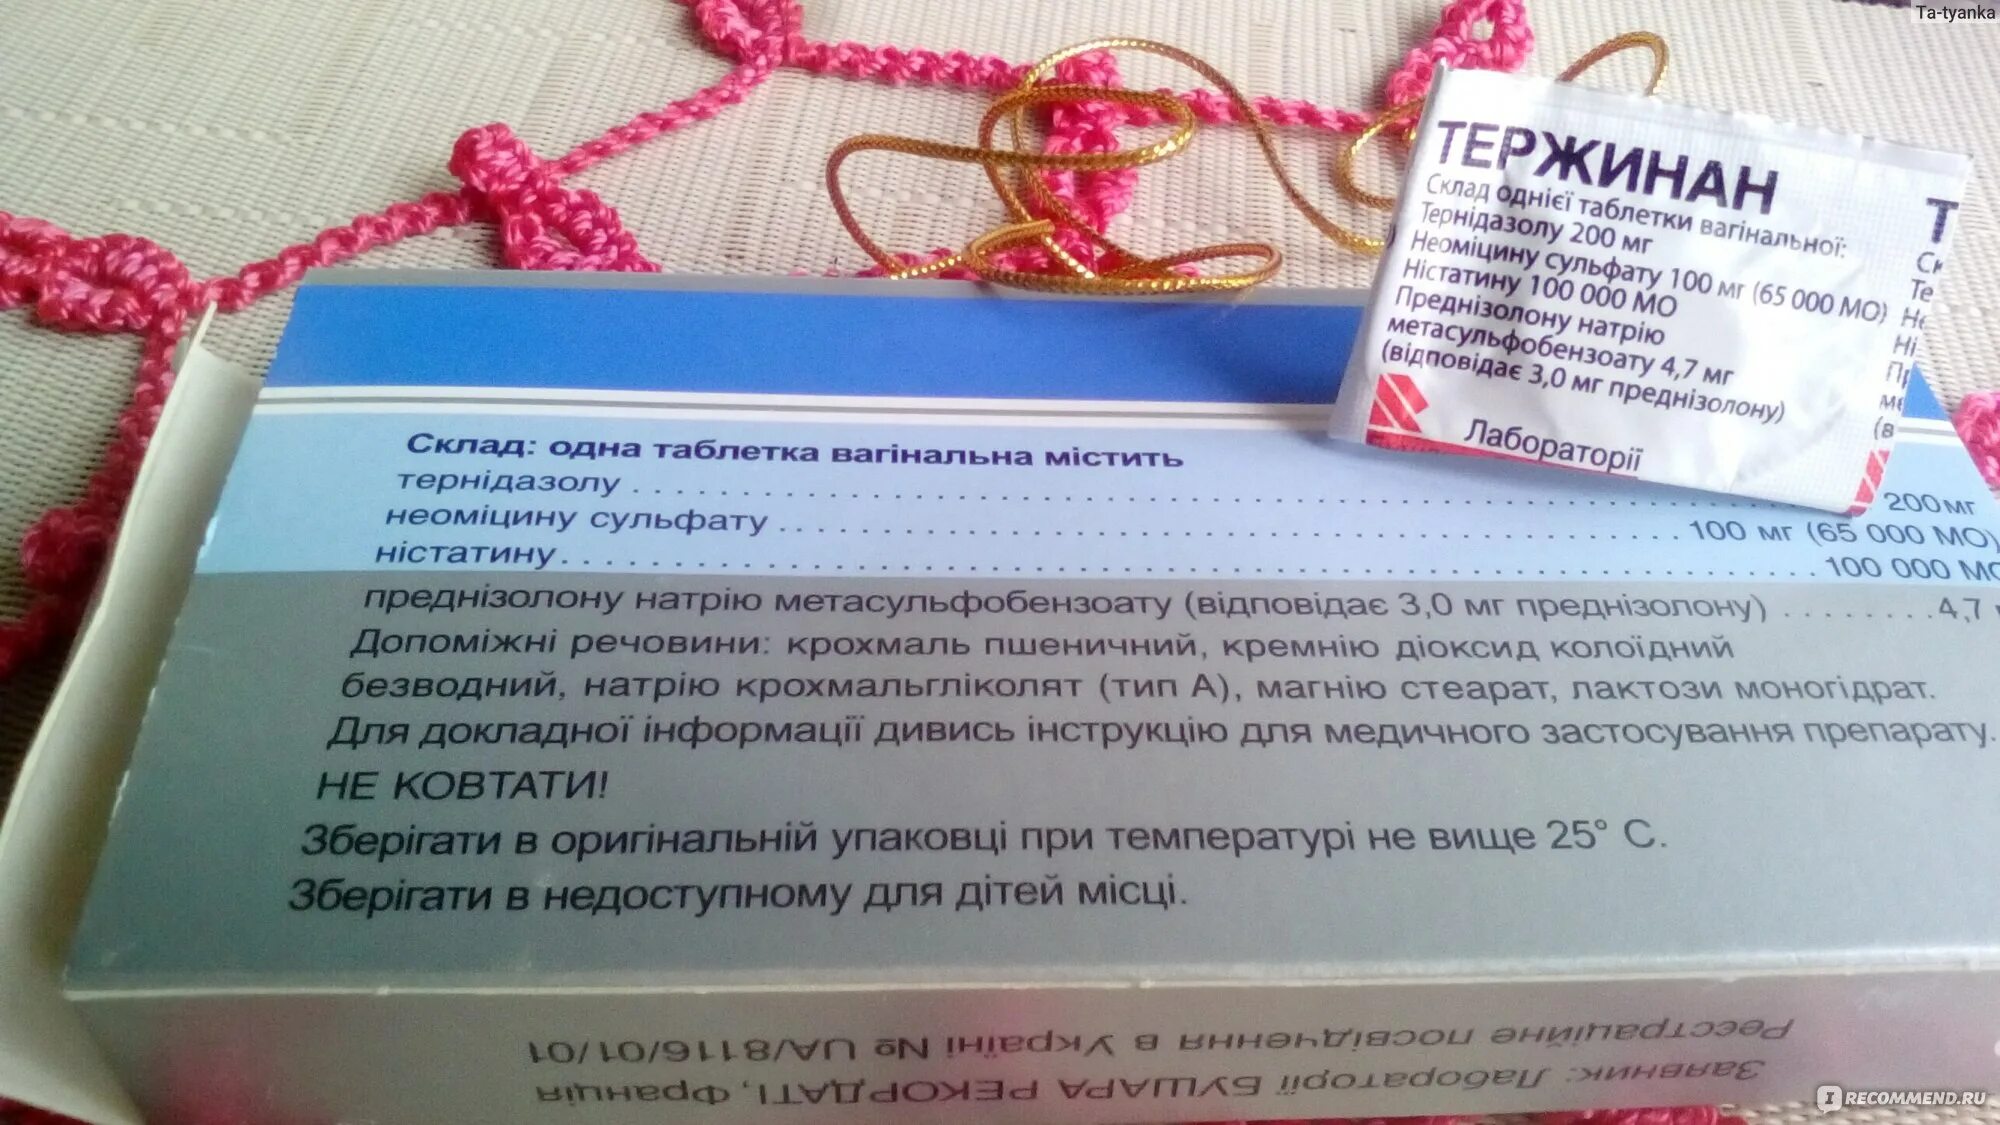 Ta-tyanka
ТЕРЖИНАН
Склад однієї таблетки вагінальної:
Тернідазолу 200 мг
Неоміцину сульфату 100 мг (65 000 МО)
Ністатину 100 000 МО
Преднізолону натрію
метасульфобензоату 4,7 мг
(відповідає 3,0 мг преднізолону)
Лабораторії
Склад: одна таблетка вагінальна містить
тернідазолу 200мг
неоміцину сульфату 100 мг (65 000 МО)
ністатину 100 000 МО
преднізолону натрію метасульфобензоату (відповідає 3,0 мг преднізолону) 4,7
Допоміжні речовини: крохмаль пшеничний, кремнію діоксид колоїдний
безводний, натрію крохмальгліколят (тип А), магнію стеарат, лактози моногідрат.
Для докладної інформації дивись інструкцію для медичного застосування препарату.
НЕ КОВТАТИ!
Зберігати в оригінальній упаковці при температурі не вище 25° С.
Зберігати в недоступному для дітей місці.
Заявник: Лабораторії БУШАРА РЕКОРДАТІ, Франція
Реєстраційне посвідчення в Україні № UA/8116/01/01
I RECOMMEND.RU